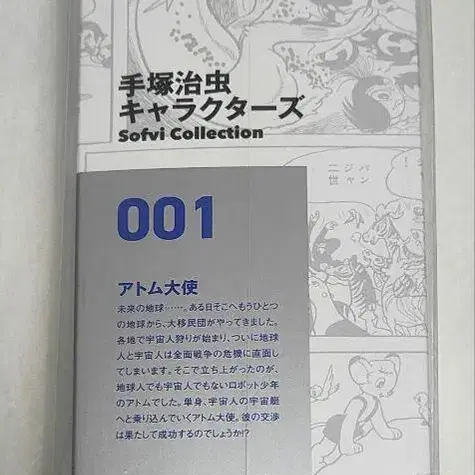 手塚治虫
キャラクターズ
Sofvi Collection
001
アトム大使
未来の地球……。ある日そこへもうひとつ
の地球から、大移民団がやってきました。
各地で宇宙人狩りが始まり、ついに地球
人と宇宙人は全面戦争の危機に直面し
てしまいます。そこで立ち上がったのが、
地球人でも宇宙人でもないロボット少年
のアトムでした。単身、宇宙人の宇宙艇
へと乗り込んでいくアトム大使。彼の交渉
は果たして成功するのでしょうか!?
バン
ジャ
二世